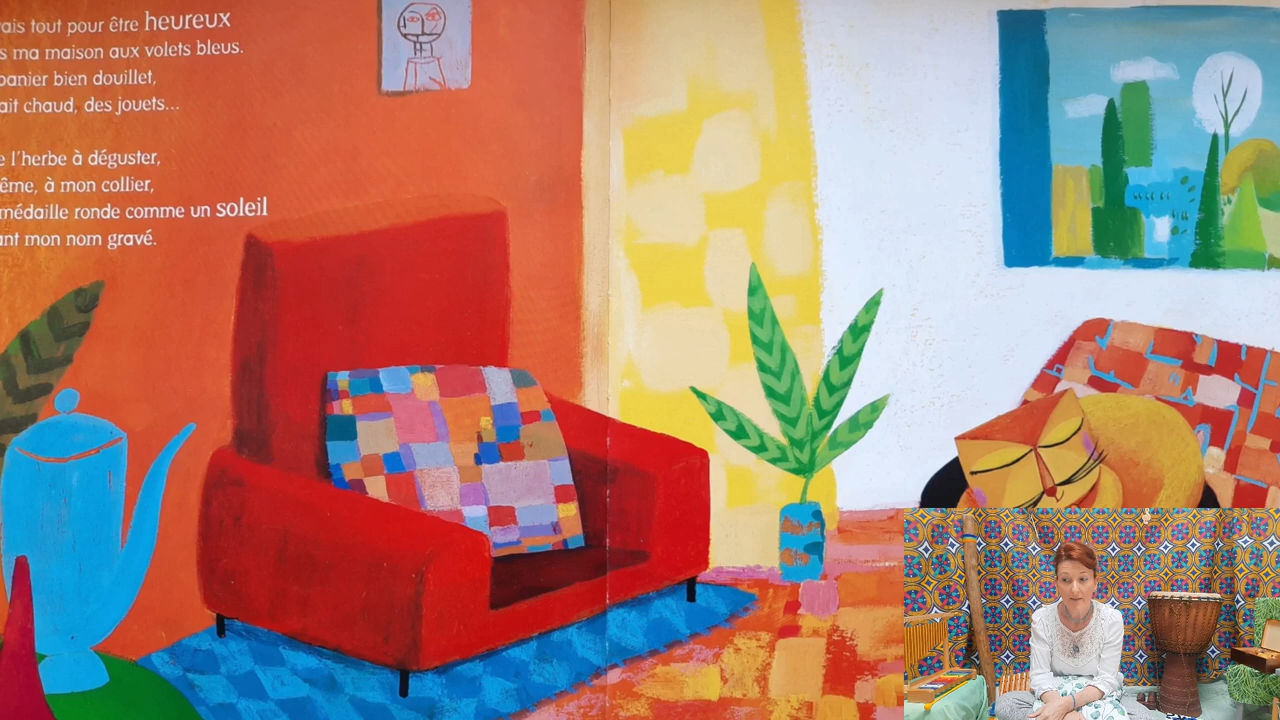 ais tout pour être heureux
s ma maison aux volets bleus.
panier bien douillet,
ait chaud, des jouets...
e l'herbe à déguster,
ême, à mon collier,
médaille ronde comme un soleil
ant mon nom gravé.